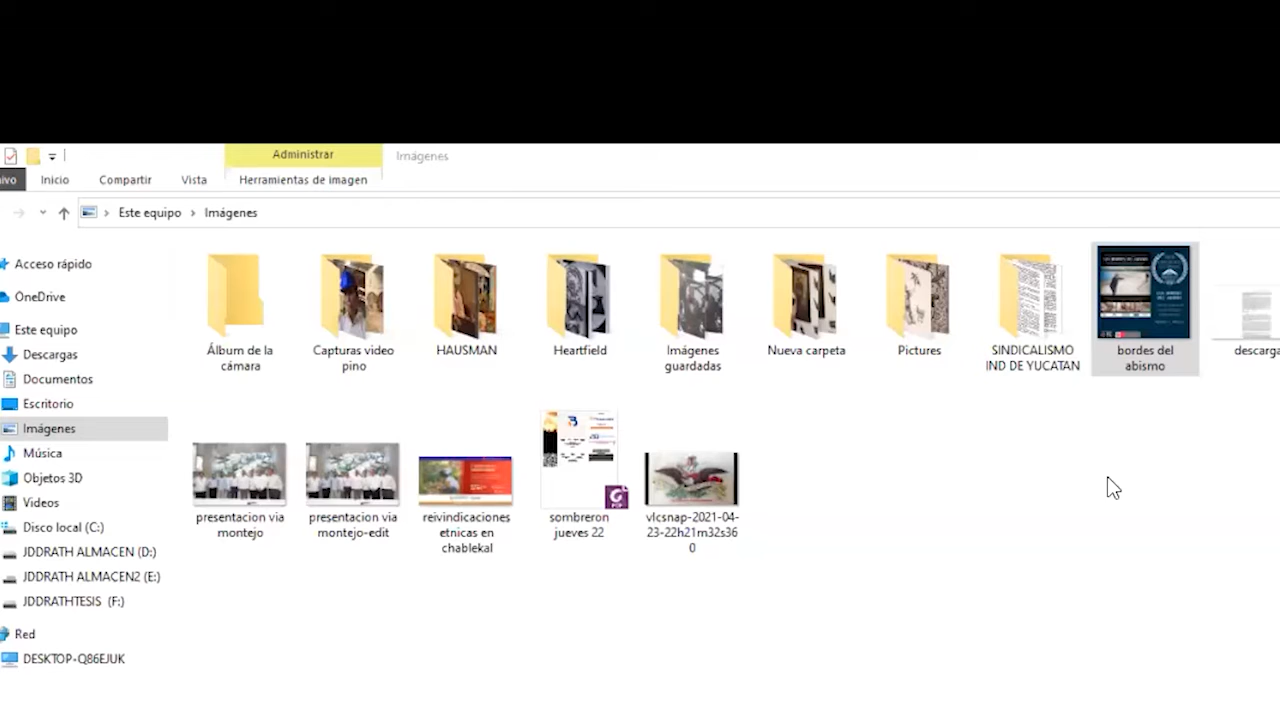 Administrar
Imágenes
ivo
Inicio
Compartir
Vista
Herramientas de imagen
Este equipo
Imágenes
Acceso rápido
OneDrive
Este equipo
Descargas
Documentos
Escritorio
Imágenes
Música
Objetos 3D
Videos
Disco local (C:)
JDDRATH ALMACEN (D:)
JDDRATH ALMACEN2 (E:)
JDDRATHTESIS (F:)
Red
DESKTOP-Q86EJUK
Álbum de la
cámara
Capturas video
pino
HAUSMAN
Heartfield
Imágenes
guardadas
Nueva carpeta
Pictures
SINDICALISMO
IND DE YUCATAN
bordes del
abismo
descarga
presentacion via
montejo
presentacion via
montejo-edit
reivindicaciones
etnicas en
chablekal
sombreron
jueves 22
vlcsnap-2021-04-
23-22h21m32s36
0